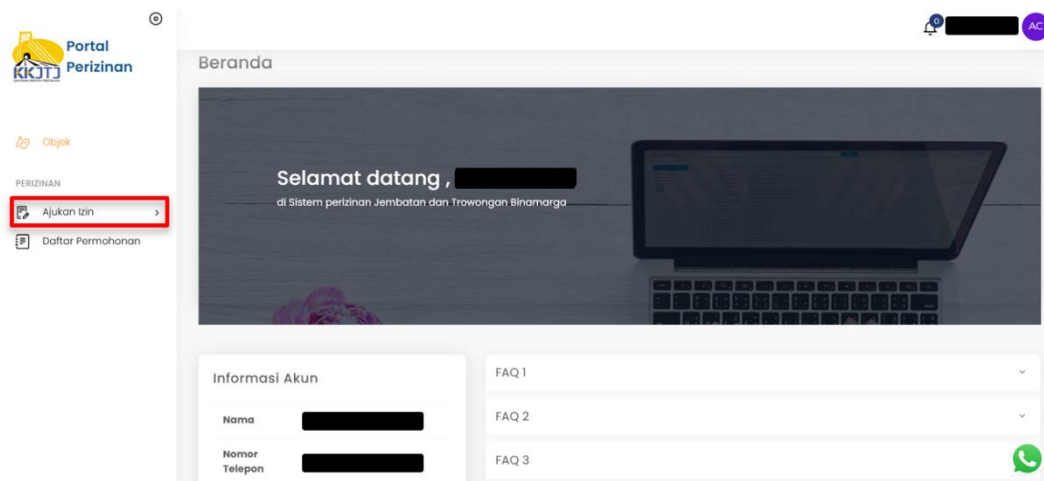 KKJTJ
Portal
Perizinan
Objek
PERIZINAN
Ajukan Izin
Daftar Permohonan
0
AC
Beranda
Selamat datang ,
di Sistem perizinan Jembatan dan Trowongan Binamarga
Informasi Akun
Nama
Nomor
Telepon
FAQ 1
FAQ 2
FAQ 3